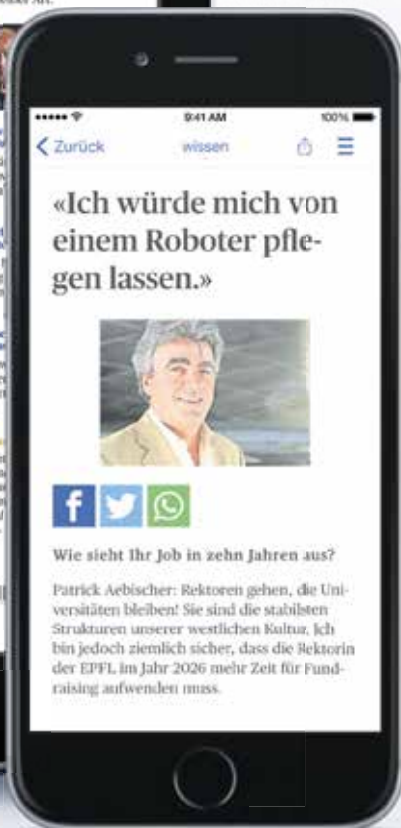 9:41 AM
100%
Zurück
wissen
«Ich würde mich von
einem Roboter pfle-
gen lassen.»
f
Wie sieht Ihr Job in zehn Jahren aus?
Patrick Aebischer: Rektoren gehen, die Uni-
versitäten bleiben! Sie sind die stabilsten
Strukturen unserer westlichen Kultur. Ich
bin jedoch ziemlich sicher, dass die Rektorin
der EPFL im Jahr 2026 mehr Zeit für Fund-
raising aufwenden muss.